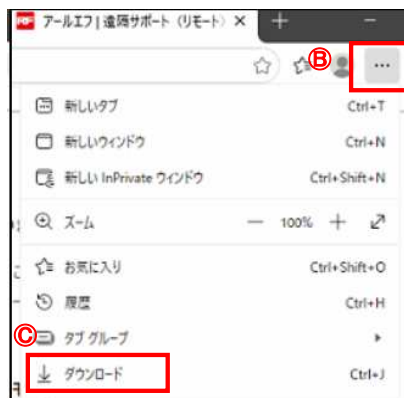 RF アールエフ | 遠隔サポート（リモート）
Ⓑ
新しいタブ Ctrl+T
新しいウィンドウ Ctrl+N
新しい InPrivate ウィンドウ Ctrl+Shift+N
ズーム — 100% +
お気に入り Ctrl+Shift+O
履歴 Ctrl+H
Ⓒ タブ グループ
ダウンロード Ctrl+J